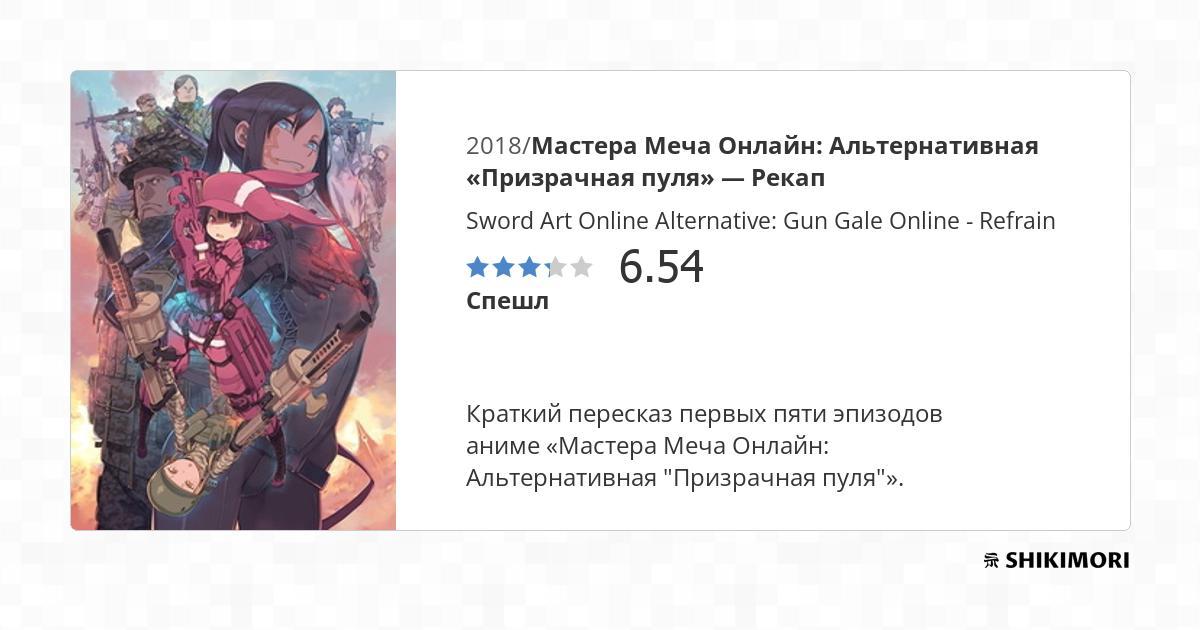 2018/Мастера Меча Онлайн: Альтернативная
«Призрачная пуля» — Рекап
Sword Art Online Alternative: Gun Gale Online - Refrain
6.54
Спешл
Краткий пересказ первых пяти эпизодов
аниме «Мастера Меча Онлайн:
Альтернативная "Призрачная пуля"».
SHIKIMORI